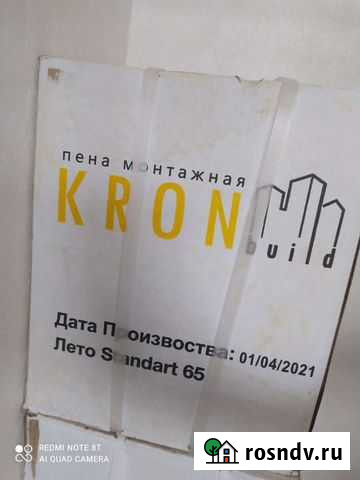 пена монтажная
KRON
build
Дата Произвоства: 01/04/2021
Лето Standart 65
REDMI NOTE 8T
AI QUAD CAMERA
rosndv.ru